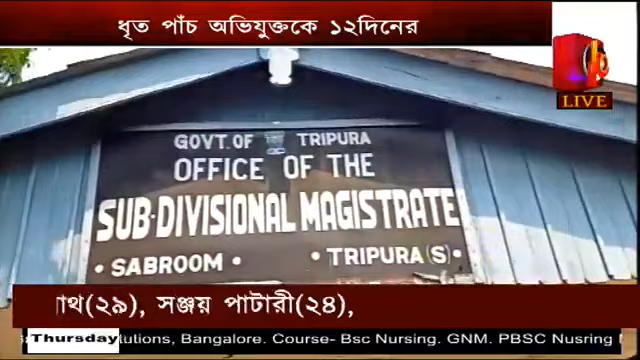 ধৃত পাঁচ অভিযুক্তকে ১২দিনের
LIVE
GOVT. OF TRIPURA
OFFICE OF THE
SUB-DIVISIONAL MAGISTRATE
• SABROOM • • TRIPURA (S) •
াথ(২৯), সঞ্জয় পাটারী(২৪),
Thursday tutions, Bangalore. Course- Bsc Nursing. GNM. PBSC Nusring